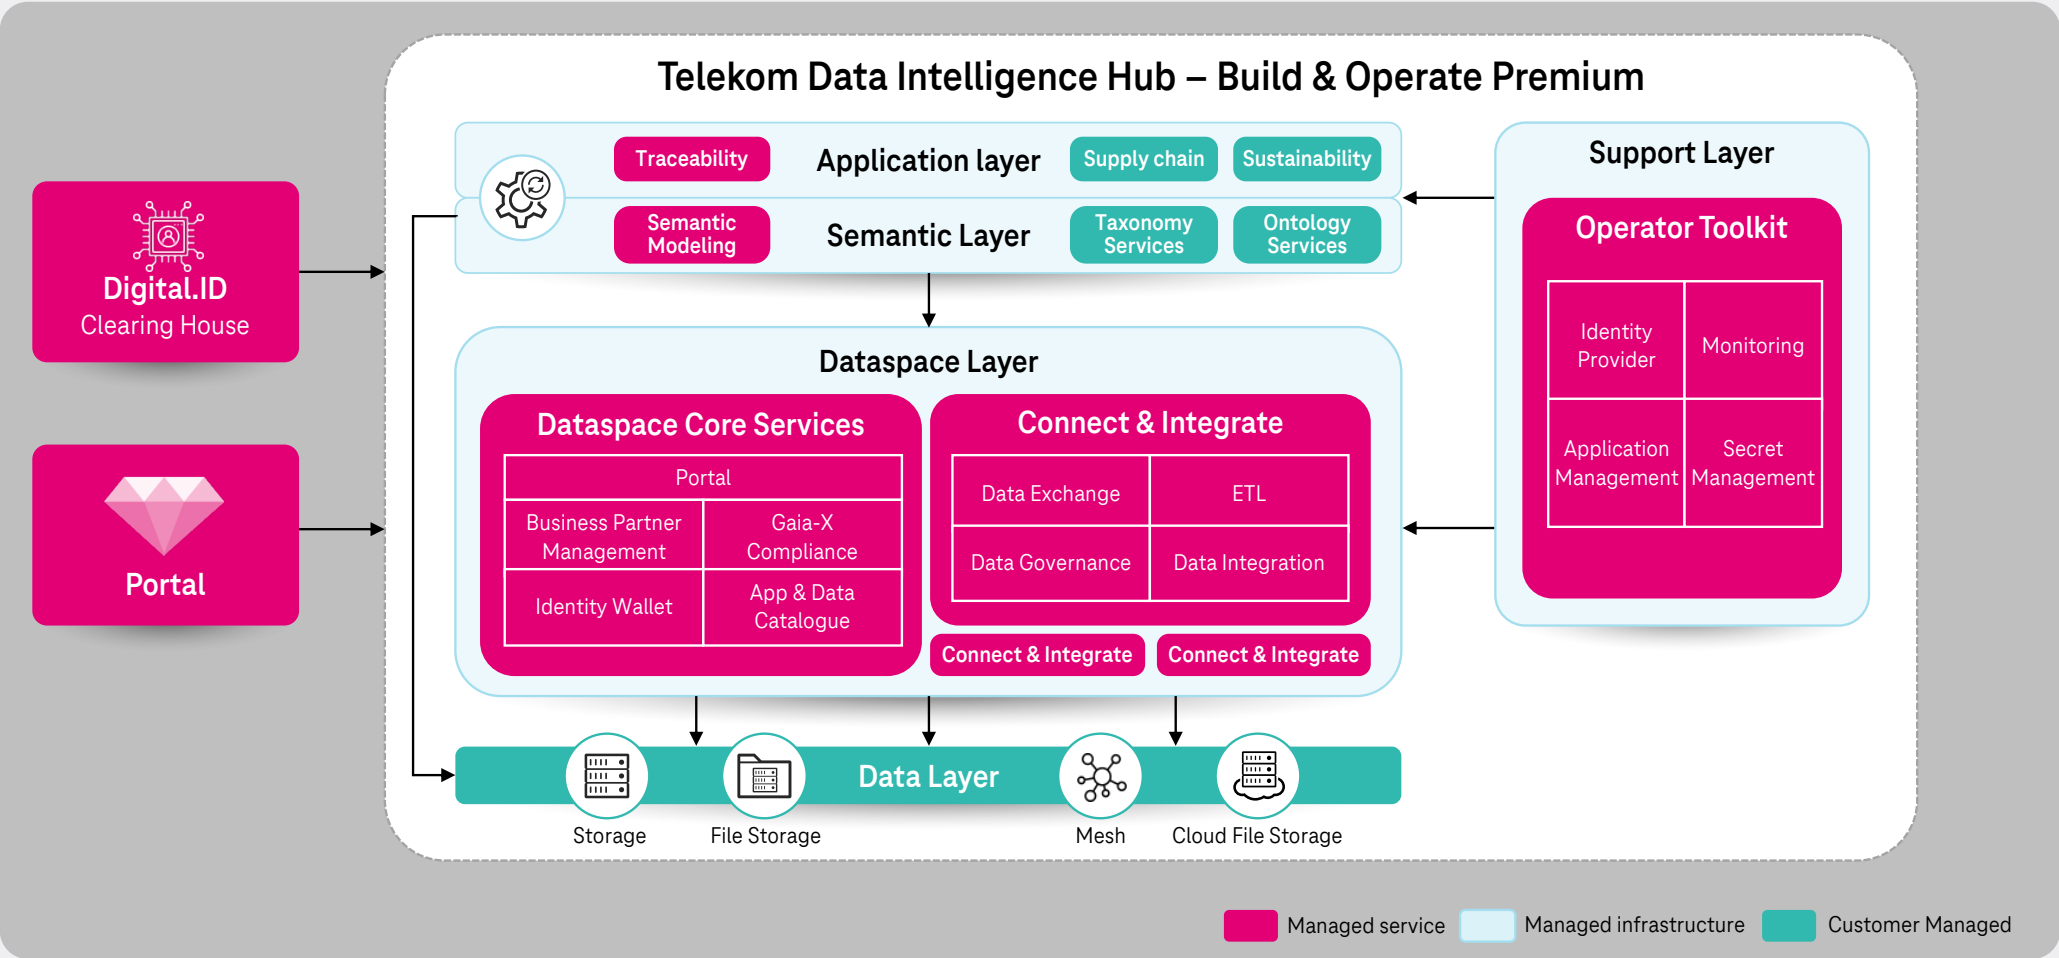 Telekom Data Intelligence Hub – Build & Operate Premium
Digital.ID
Clearing House
Portal
Traceability
Application layer
Supply chain
Sustainability
Semantic
Modeling
Semantic Layer
Taxonomy
Services
Ontology
Services
Dataspace Layer
Dataspace Core Services
Portal
Business Partner
Management
Gaia-X
Compliance
Identity Wallet
App & Data
Catalogue
Connect & Integrate
Data Exchange
ETL
Data Governance
Data Integration
Connect & Integrate
Connect & Integrate
Data Layer
Storage
File Storage
Mesh
Cloud File Storage
Support Layer
Operator Toolkit
Identity
Provider
Monitoring
Application
Management
Secret
Management
Managed service
Managed infrastructure
Customer Managed